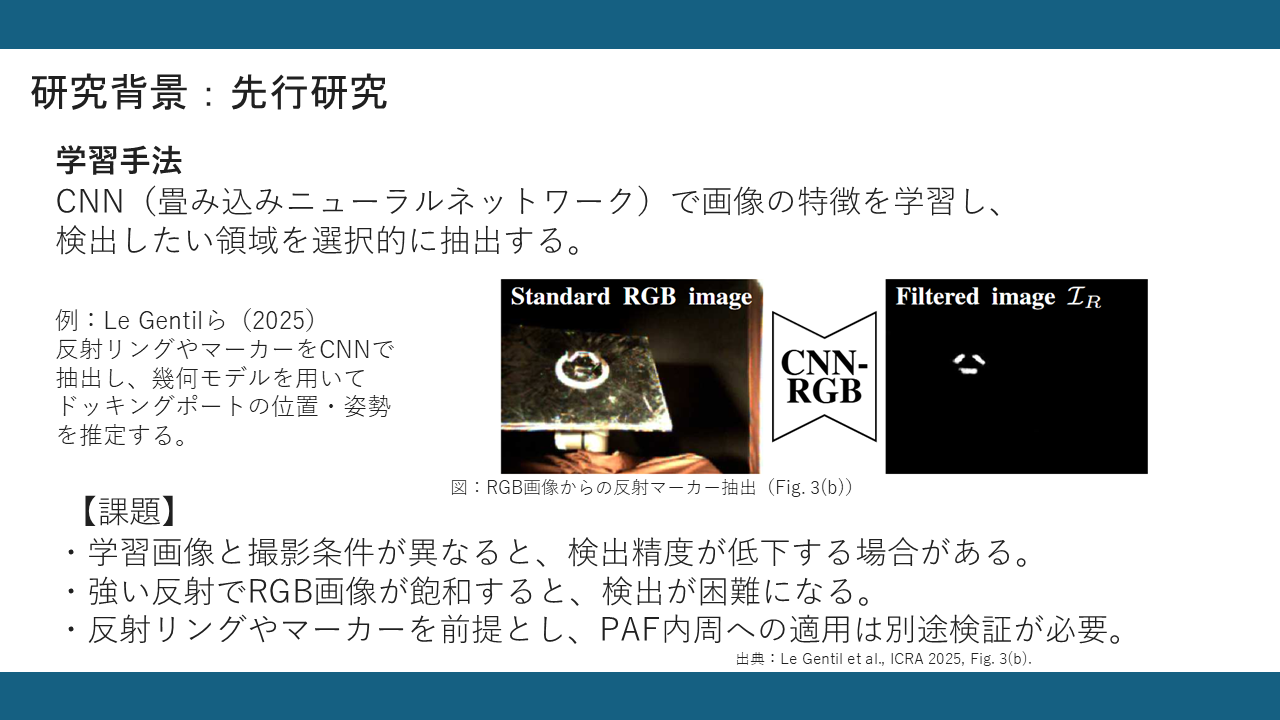 研究背景：先行研究
学習手法
CNN（畳み込みニューラルネットワーク）で画像の特徴を学習し、
検出したい領域を選択的に抽出する。
例：Le Gentilら（2025）
反射リングやマーカーをCNNで
抽出し、幾何モデルを用いて
ドッキングポートの位置・姿勢
を推定する。
Standard RGB image
CNN-
RGB
Filtered image 𝓘_R
図：RGB画像からの反射マーカー抽出（Fig. 3(b)）
【課題】
・学習画像と撮影条件が異なると、検出精度が低下する場合がある。
・強い反射でRGB画像が飽和すると、検出が困難になる。
・反射リングやマーカーを前提とし、PAF内周への適用は別途検証が必要。
出典：Le Gentil et al., ICRA 2025, Fig. 3(b).